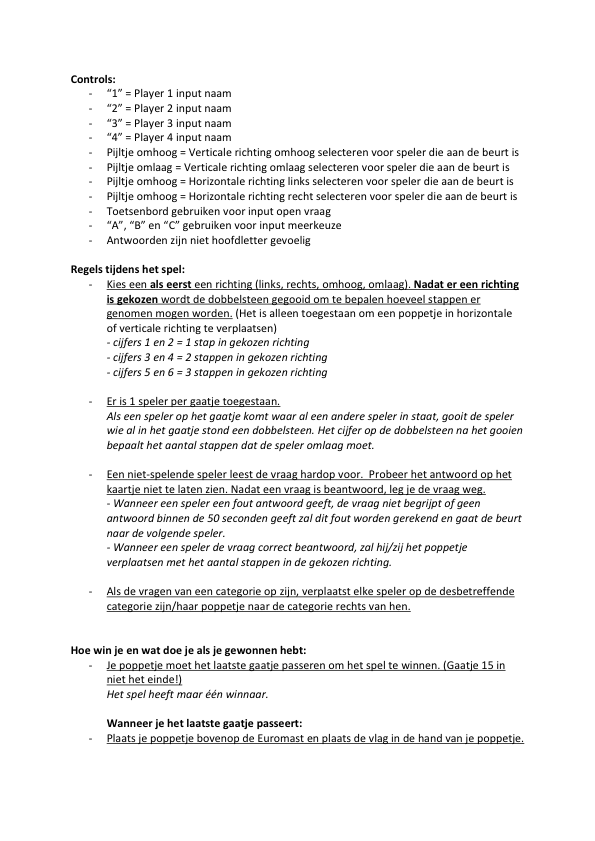 Controls:
- “1” = Player 1 input naam
- “2” = Player 2 input naam
- “3” = Player 3 input naam
- “4” = Player 4 input naam
- Pijltje omhoog = Verticale richting omhoog selecteren voor speler die aan de beurt is
- Pijltje omlaag = Verticale richting omlaag selecteren voor speler die aan de beurt is
- Pijltje omhoog = Horizontale richting links selecteren voor speler die aan de beurt is
- Pijltje omhoog = Horizontale richting recht selecteren voor speler die aan de beurt is
- Toetsenbord gebruiken voor input open vraag
- “A”, “B” en “C” gebruiken voor input meerkeuze
- Antwoorden zijn niet hoofdletter gevoelig
Regels tijdens het spel:
- Kies een als eerst een richting (links, rechts, omhoog, omlaag). Nadat er een richting
is gekozen wordt de dobbelsteen gegooid om te bepalen hoeveel stappen er
genomen mogen worden. (Het is alleen toegestaan om een poppetje in horizontale
of verticale richting te verplaatsen)
- cijfers 1 en 2 = 1 stap in gekozen richting
- cijfers 3 en 4 = 2 stappen in gekozen richting
- cijfers 5 en 6 = 3 stappen in gekozen richting
- Er is 1 speler per gaatje toegestaan.
Als een speler op het gaatje komt waar al een andere speler in staat, gooit de speler
wie al in het gaatje stond een dobbelsteen. Het cijfer op de dobbelsteen na het gooien
bepaalt het aantal stappen dat de speler omlaag moet.
- Een niet-spelende speler leest de vraag hardop voor.  Probeer het antwoord op het
kaartje niet te laten zien. Nadat een vraag is beantwoord, leg je de vraag weg.
- Wanneer een speler een fout antwoord geeft, de vraag niet begrijpt of geen
antwoord binnen de 50 seconden geeft zal dit fout worden gerekend en gaat de beurt
naar de volgende speler.
- Wanneer een speler de vraag correct beantwoord, zal hij/zij het poppetje
verplaatsen met het aantal stappen in de gekozen richting.
- Als de vragen van een categorie op zijn, verplaatst elke speler op de desbetreffende
categorie zijn/haar poppetje naar de categorie rechts van hen.
Hoe win je en wat doe je als je gewonnen hebt:
- Je poppetje moet het laatste gaatje passeren om het spel te winnen. (Gaatje 15 in
niet het einde!)
Het spel heeft maar één winnaar.
Wanneer je het laatste gaatje passeert:
- Plaats je poppetje bovenop de Euromast en plaats de vlag in de hand van je poppetje.